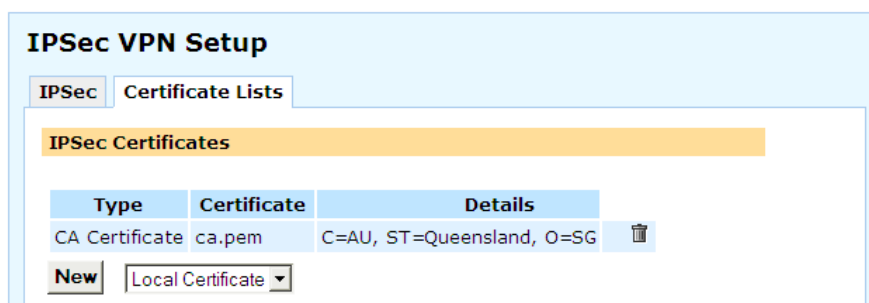 IPSec VPN Setup
IPSec Certificate Lists
IPSec Certificates
Type Certificate Details
CA Certificate ca.pem C=AU, ST=Queensland, O=SG
New Local Certificate